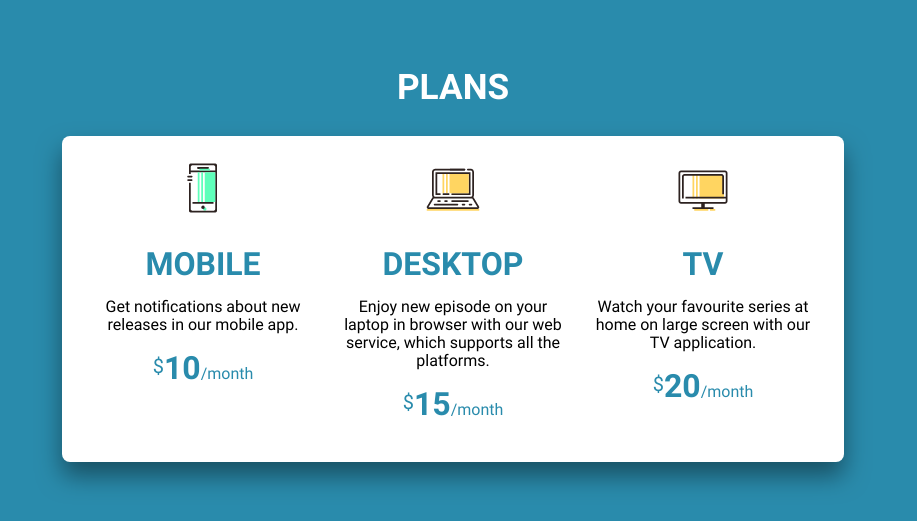 PLANS
MOBILE
Get notifications about new
releases in our mobile app.
$10/month
DESKTOP
Enjoy new episode on your
laptop in browser with our web
service, which supports all the
platforms.
$15/month
TV
Watch your favourite series at
home on large screen with our
TV application.
$20/month